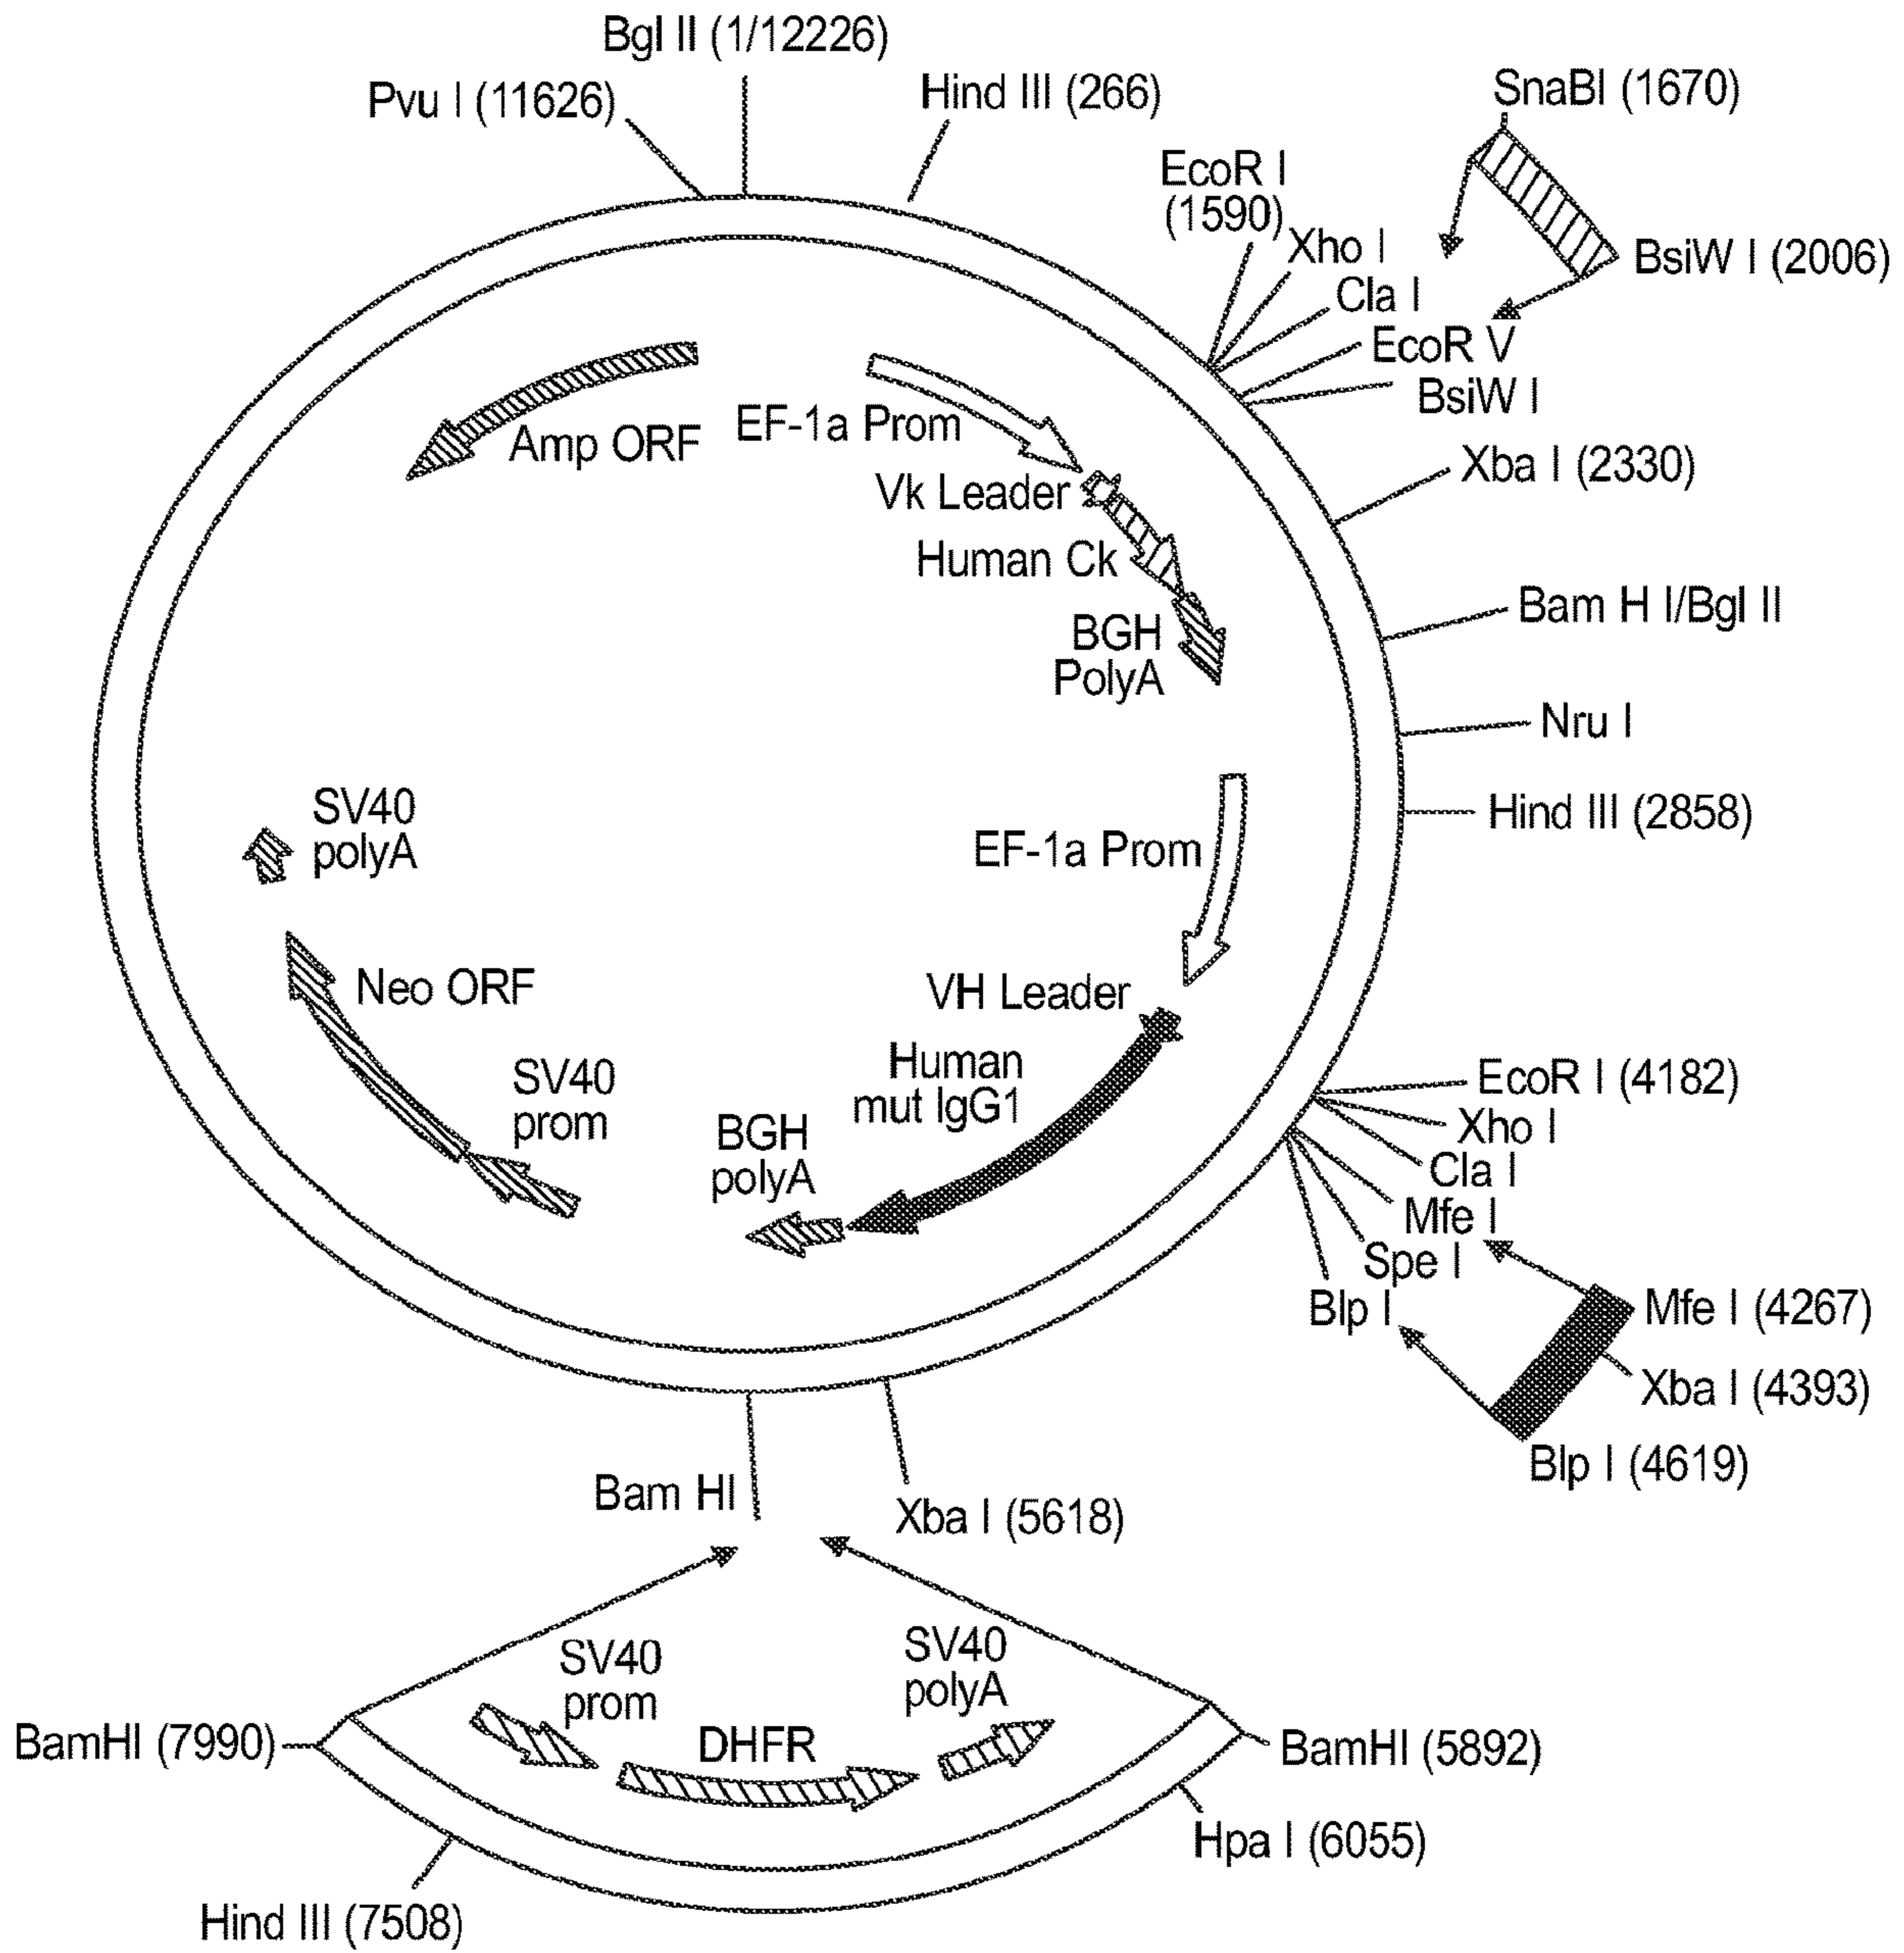 Bgl II (1/12226)
Pvu I (11626)
Hind III (266)
SnaBI (1670)
EcoR I
(1590)
Xho I
BsiW I (2006)
Cla I
EcoR V
BsiW I
Amp ORF
EF-1a Prom
Xba I (2330)
Vk Leader
Human Ck
Bam H I/Bgl II
BGH
PolyA
Nru I
SV40
polyA
Hind III (2858)
EF-1a Prom
Neo ORF
VH Leader
Human
mut IgG1
SV40
prom
EcoR I (4182)
Xho I
BGH
polyA
Cla I
Mfe I
Spe I
Blp I
Mfe I (4267)
Xba I (4393)
Blp I (4619)
Bam HI
Xba I (5618)
SV40
prom
SV40
polyA
DHFR
BamHI (7990)
BamHI (5892)
Hpa I (6055)
Hind III (7508)